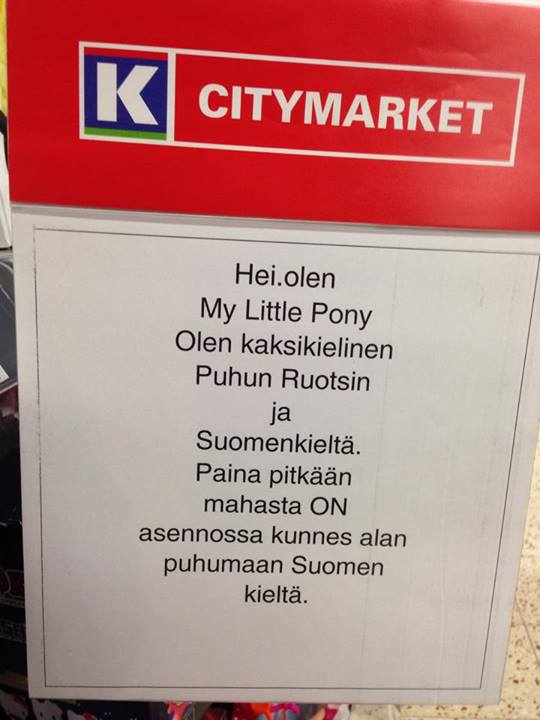 K CITYMARKET
Hei.olen
My Little Pony
Olen kaksikielinen
Puhun Ruotsin
ja
Suomenkieltä.
Paina pitkään
mahasta ON
asennossa kunnes alan
puhumaan Suomen
kieltä.